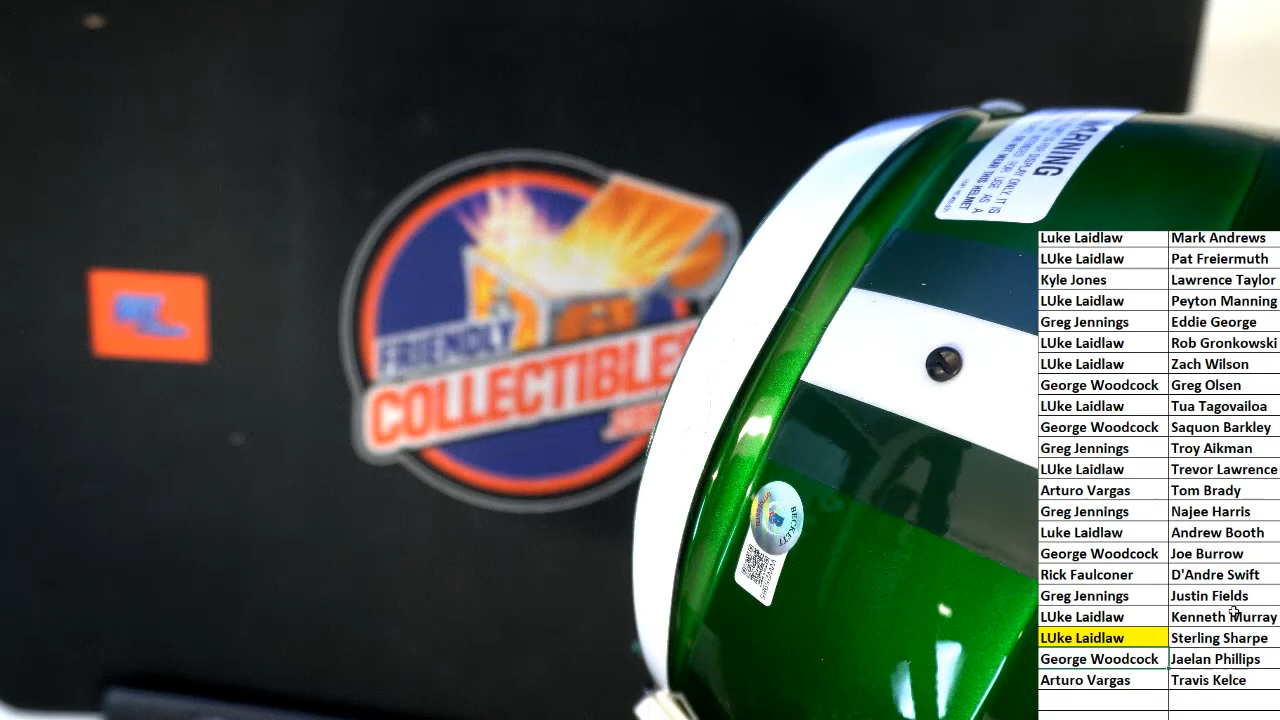 FRIENDLY
COLLECTIBLES
WARNING
BECKETT
Luke Laidlaw Mark Andrews
LUke Laidlaw Pat Freiermuth
Kyle Jones Lawrence Taylor
LUke Laidlaw Peyton Manning
Greg Jennings Eddie George
LUke Laidlaw Rob Gronkowski
LUke Laidlaw Zach Wilson
George Woodcock Greg Olsen
LUke Laidlaw Tua Tagovailoa
George Woodcock Saquon Barkley
Greg Jennings Troy Aikman
LUke Laidlaw Trevor Lawrence
Arturo Vargas Tom Brady
Greg Jennings Najee Harris
Luke Laidlaw Andrew Booth
George Woodcock Joe Burrow
Rick Faulconer D'Andre Swift
Greg Jennings Justin Fields
LUke Laidlaw Kenneth Murray
LUke Laidlaw Sterling Sharpe
George Woodcock Jaelan Phillips
Arturo Vargas Travis Kelce